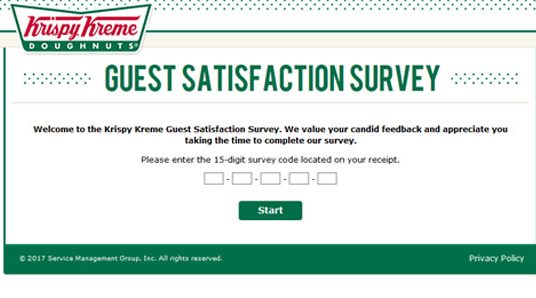 Krispy Kreme
DOUGHNUTS®
GUEST SATISFACTION SURVEY
Welcome to the Krispy Kreme Guest Satisfaction Survey. We value your candid feedback and appreciate you
taking the time to complete our survey.
Please enter the 15-digit survey code located on your receipt.
- - - -
Start
© 2017 Service Management Group, Inc. All rights reserved. Privacy Policy